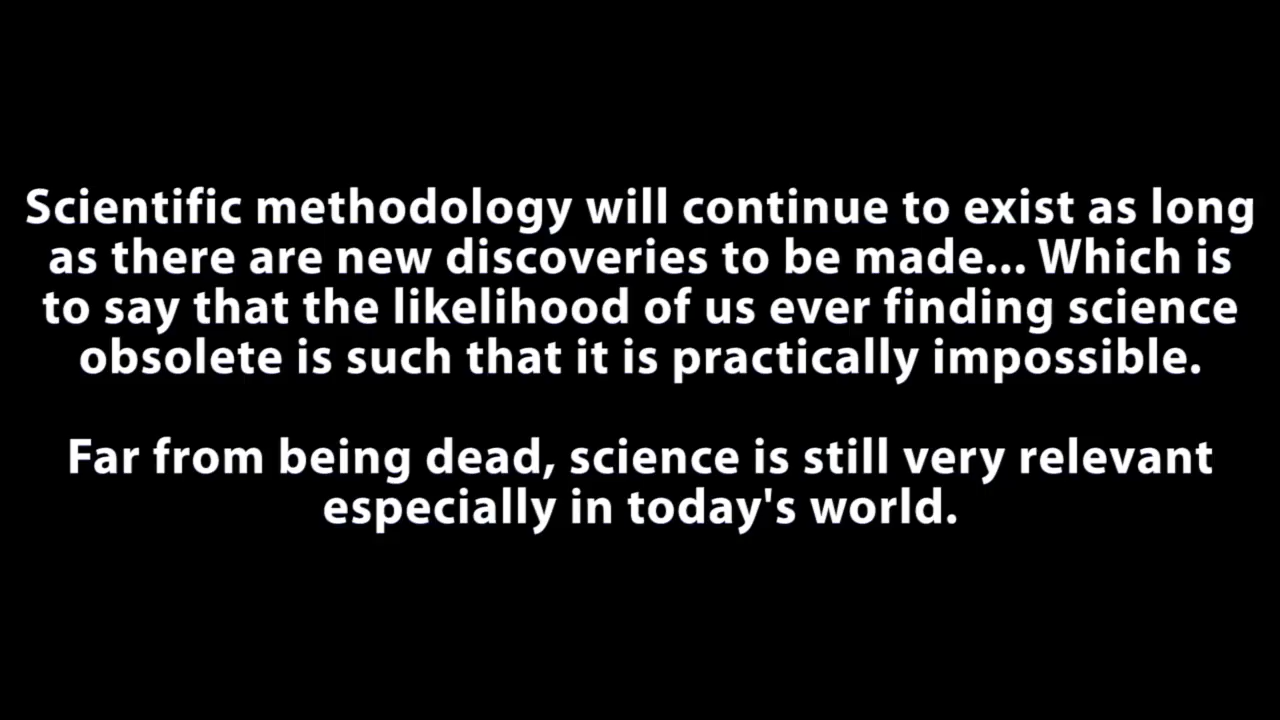 Scientific methodology will continue to exist as long
as there are new discoveries to be made... Which is
to say that the likelihood of us ever finding science
obsolete is such that it is practically impossible.
Far from being dead, science is still very relevant
especially in today's world.